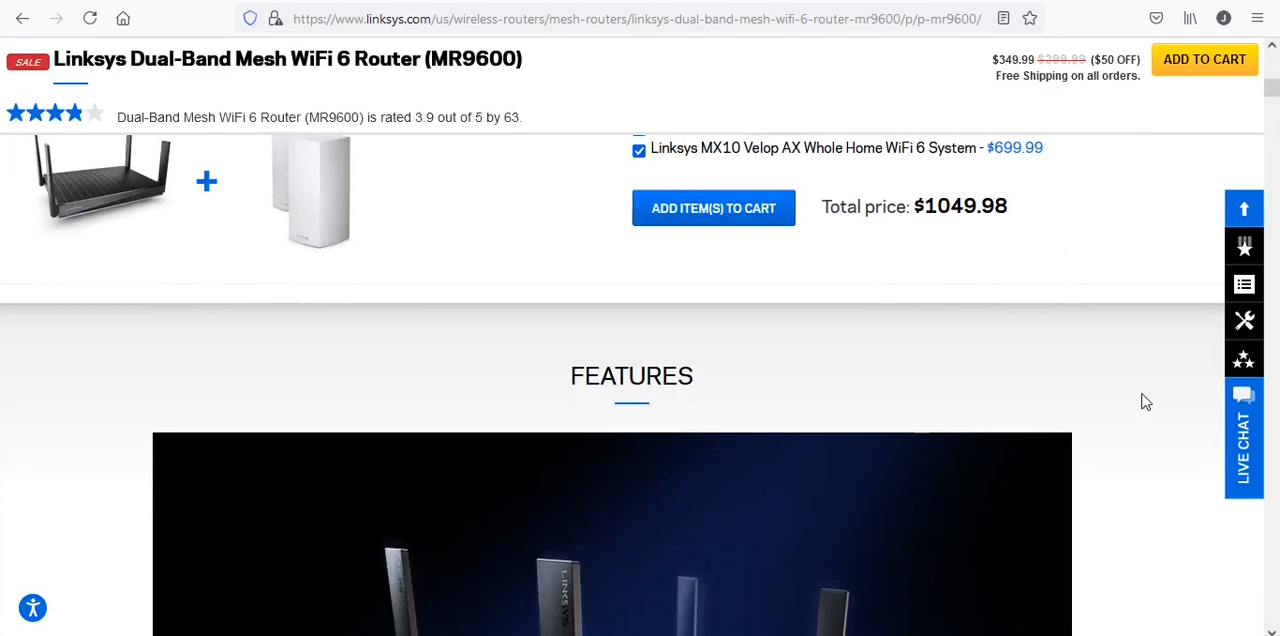 https://www.linksys.com/us/wireless-routers/mesh-routers/linksys-dual-band-mesh-wifi-6-router-mr9600/p/p-mr9600/
J
SALE Linksys Dual-Band Mesh WiFi 6 Router (MR9600)
$349.99 $399.99 ($50 OFF)
Free Shipping on all orders.
ADD TO CART
Dual-Band Mesh WiFi 6 Router (MR9600) is rated 3.9 out of 5 by 63.
Linksys MX10 Velop AX Whole Home WiFi 6 System - $699.99
ADD ITEM(S) TO CART
Total price: $1049.98
FEATURES
LIVE CHAT
LINKSYS